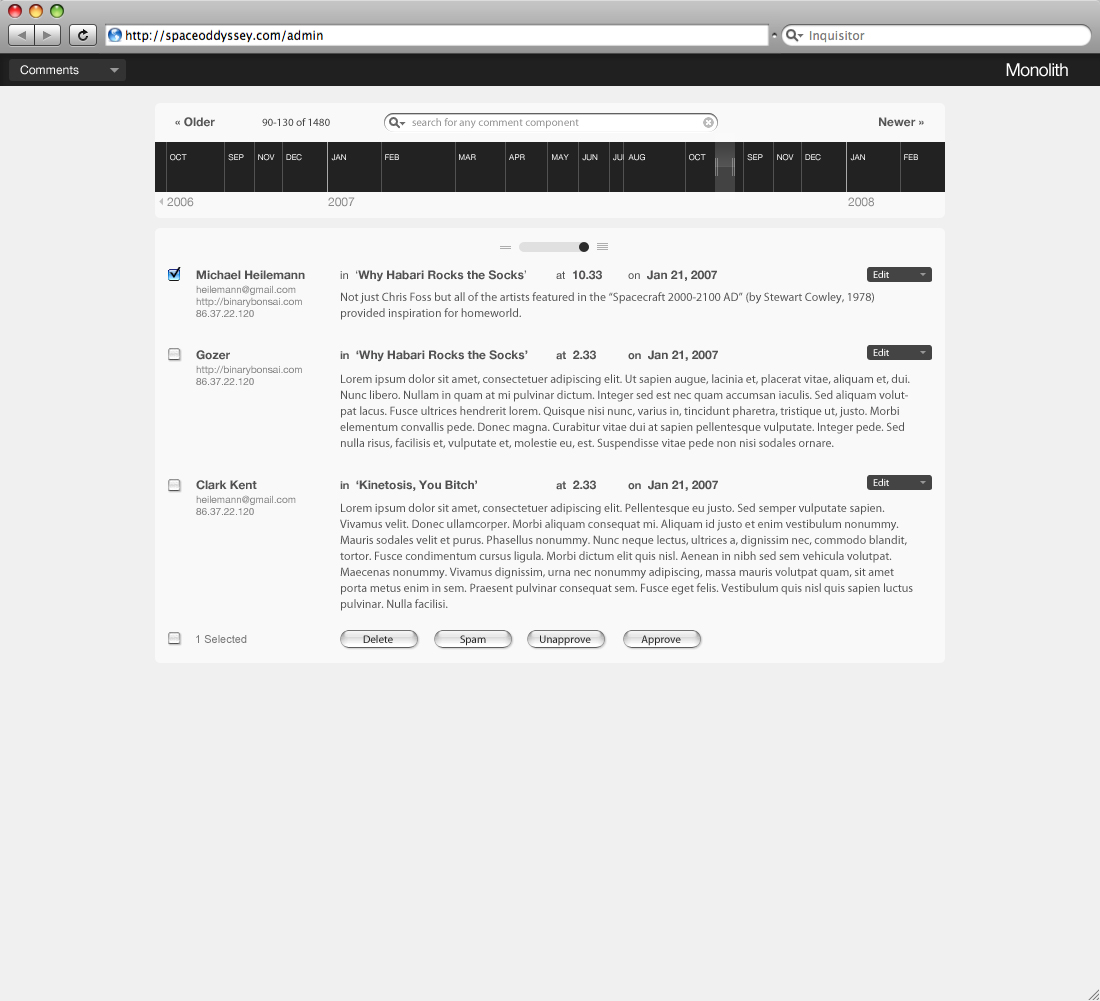 http://spaceoddyssey.com/admin
Inquisitor
Comments
Monolith
« Older
90-130 of 1480
search for any comment component
Newer »
OCT SEP NOV DEC JAN FEB MAR APR MAY JUN JUL AUG OCT SEP NOV DEC JAN FEB
2006 2007 2008
Michael Heilemann in ‘Why Habari Rocks the Socks’ at 10.33 on Jan 21, 2007 Edit
heilemann@gmail.com
http://binarybonsai.com
86.37.22.120
Not just Chris Foss but all of the artists featured in the “Spacecraft 2000-2100 AD” (by Stewart Cowley, 1978)
provided inspiration for homeworld.
Gozer in ‘Why Habari Rocks the Socks’ at 2.33 on Jan 21, 2007 Edit
http://binarybonsai.com
86.37.22.120
Lorem ipsum dolor sit amet, consectetuer adipiscing elit. Ut sapien augue, lacinia et, placerat vitae, aliquam et, dui.
Nunc libero. Nullam in quam at mi pulvinar dictum. Integer sed est nec quam accumsan iaculis. Sed aliquam volut-
pat lacus. Fusce ultrices hendrerit lorem. Quisque nisi nunc, varius in, tincidunt pharetra, tristique ut, justo. Morbi
elementum convallis pede. Donec magna. Curabitur vitae dui at sapien pellentesque vulputate. Integer pede. Sed
nulla risus, facilisis et, vulputate et, molestie eu, est. Suspendisse vitae pede non nisi sodales ornare.
Clark Kent in ‘Kinetosis, You Bitch’ at 2.33 on Jan 21, 2007 Edit
heilemann@gmail.com
86.37.22.120
Lorem ipsum dolor sit amet, consectetuer adipiscing elit. Pellentesque eu justo. Sed semper vulputate sapien.
Vivamus velit. Donec ullamcorper. Morbi aliquam consequat mi. Aliquam id justo et enim vestibulum nonummy.
Mauris sodales velit et purus. Phasellus nonummy. Nunc neque lectus, ultrices a, dignissim nec, commodo blandit,
tortor. Fusce condimentum cursus ligula. Morbi dictum elit quis nisl. Aenean in nibh sed sem vehicula volutpat.
Maecenas nonummy. Vivamus dignissim, urna nec nonummy adipiscing, massa mauris volutpat quam, sit amet
porta metus enim in sem. Praesent pulvinar consequat sem. Fusce eget felis. Vestibulum quis nisl quis sapien luctus
pulvinar. Nulla facilisi.
1 Selected Delete Spam Unapprove Approve